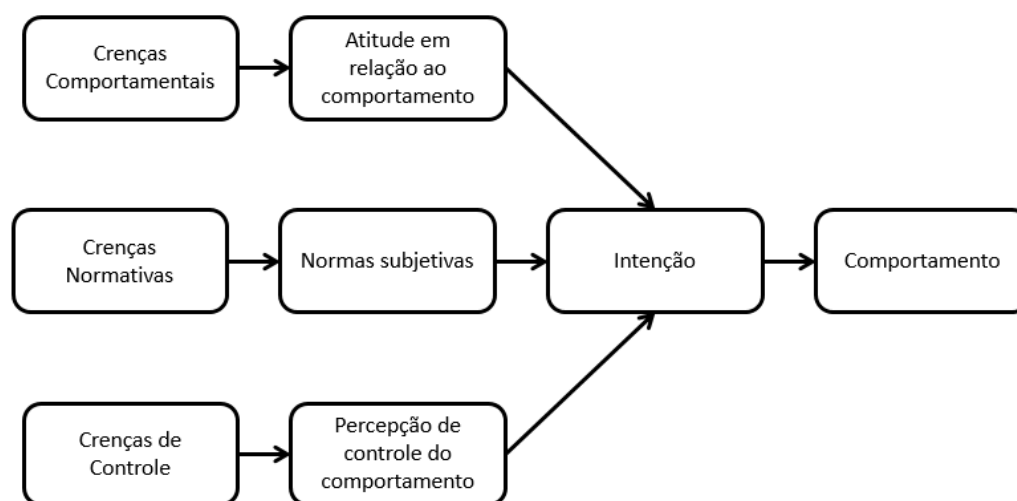 Crenças
Comportamentais
Atitude em
relação ao
comportamento
Crenças
Normativas
Normas subjetivas
Intenção
Comportamento
Crenças de
Controle
Percepção de
controle do
comportamento